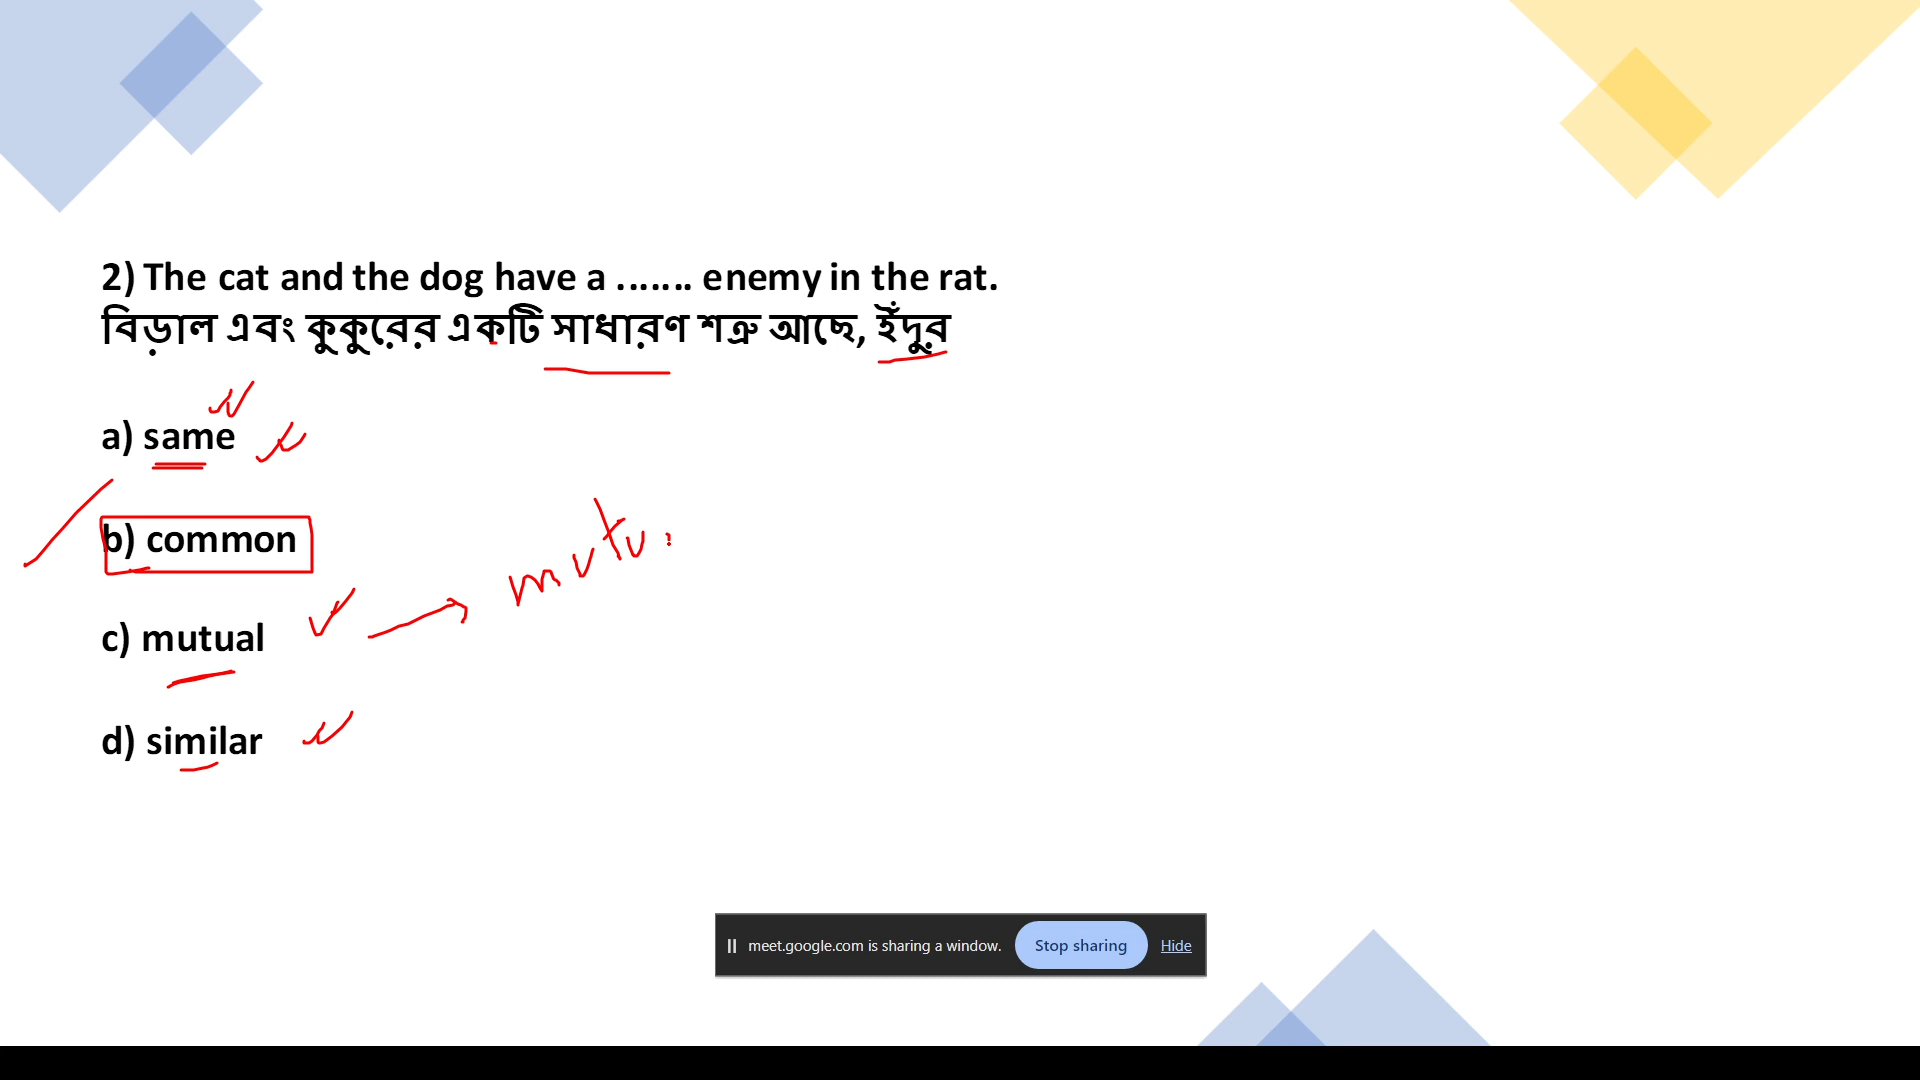 2) The cat and the dog have a ....... enemy in the rat.
বিড়াল এবং কুকুরের একটি সাধারণ শত্রু আছে, ইঁদুর
a) same
b) common
c) mutual
mutu
d) similar
meet.google.com is sharing a window. Stop sharing Hide